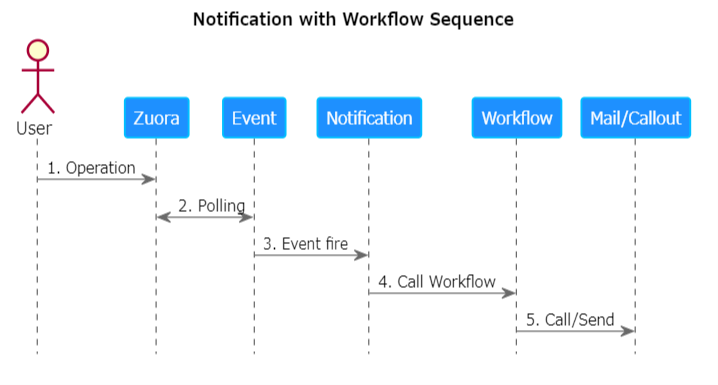 Notification with Workflow Sequence
User
Zuora
Event
Notification
Workflow
Mail/Callout
1. Operation
2. Polling
3. Event fire
4. Call Workflow
5. Call/Send